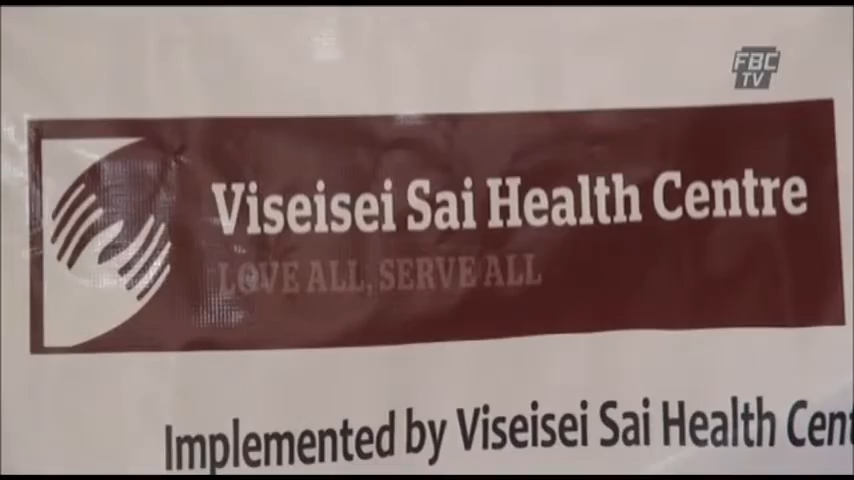 FBC
TV
Viseisei Sai Health Centre
LOVE ALL, SERVE ALL
Implemented by Viseisei Sai Health Cent